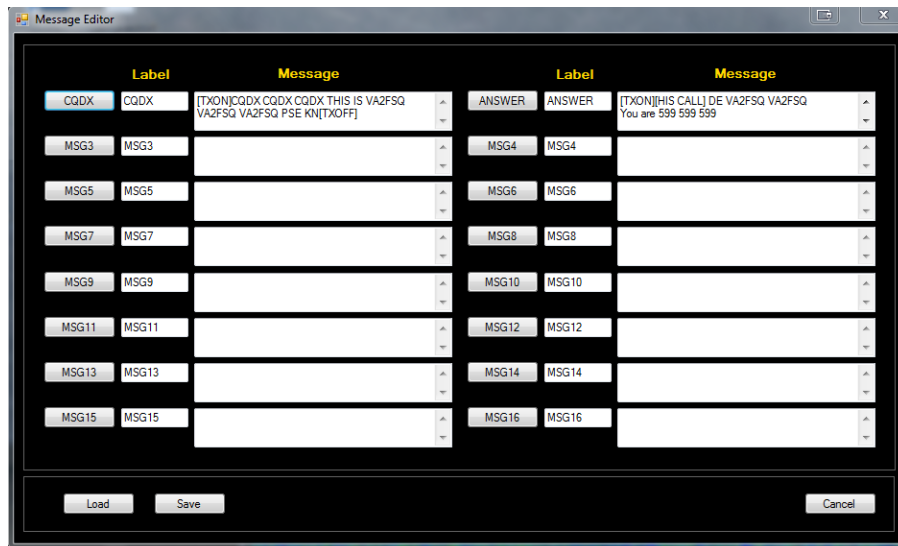 Message Editor
Label Message Label Message
CQDX CQDX [TXON]CQDX CQDX CQDX THIS IS VA2FSQ
VA2FSQ VA2FSQ PSE KN[TXOFF]
ANSWER ANSWER [TXON][HIS CALL] DE VA2FSQ VA2FSQ
You are 599 599 599
MSG3 MSG3 MSG4 MSG4
MSG5 MSG5 MSG6 MSG6
MSG7 MSG7 MSG8 MSG8
MSG9 MSG9 MSG10 MSG10
MSG11 MSG11 MSG12 MSG12
MSG13 MSG13 MSG14 MSG14
MSG15 MSG15 MSG16 MSG16
Load Save Cancel